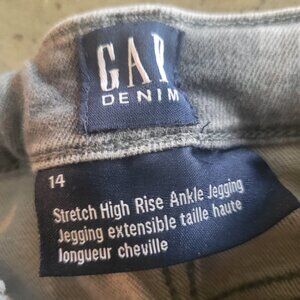 GAP
DENIM
14
Stretch High Rise Ankle Jegging
Jegging extensible taille haute
longueur cheville